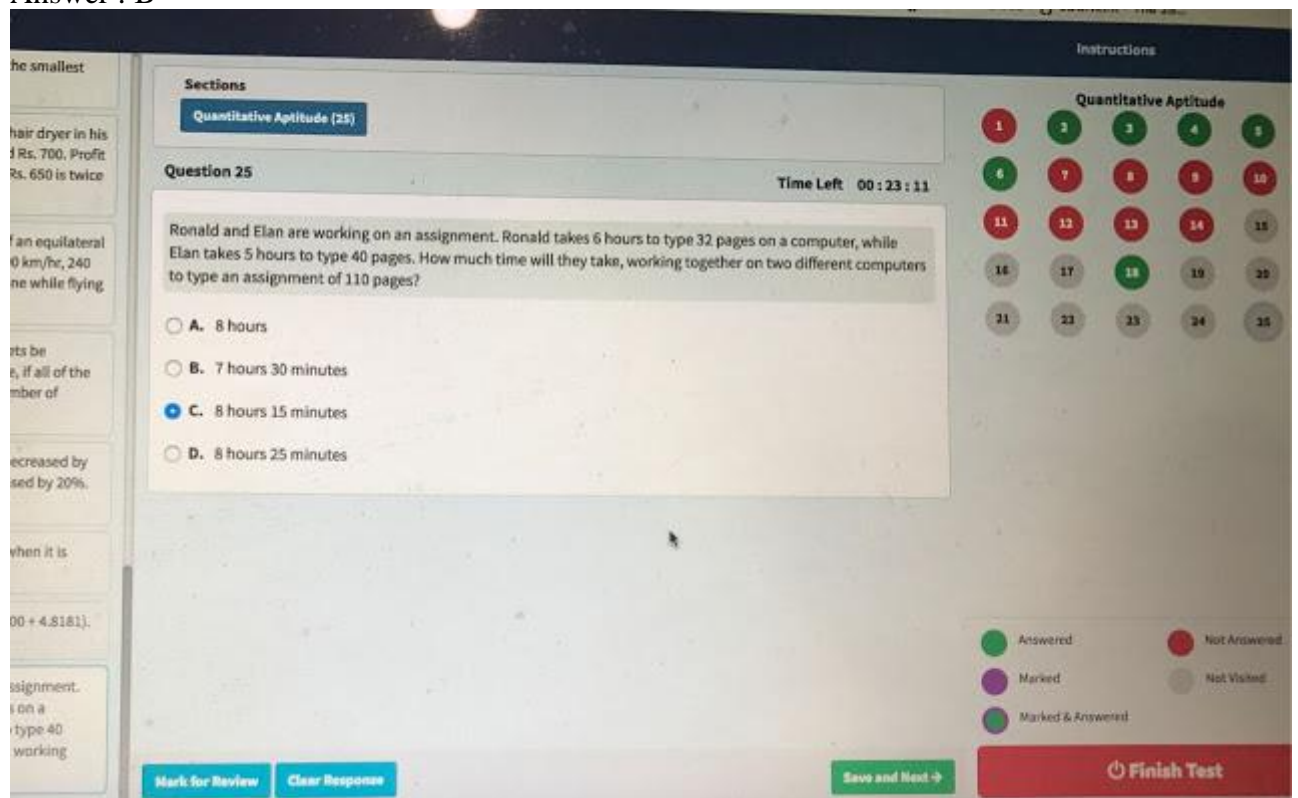 Answer : B
Instructions
he smallest
hair dryer in his
d Rs. 700. Profit
Rs. 650 is twice
f an equilateral
0 km/hr, 240
ne while flying
ets be
e, if all of the
mber of
ecreased by
sed by 20%.
when it is
00 + 4.8181).
ssignment.
s on a
type 40
working
Sections
Quantitative Aptitude (25)
Question 25
Time Left 00 : 23 : 11
Ronald and Elan are working on an assignment. Ronald takes 6 hours to type 32 pages on a computer, while
Elan takes 5 hours to type 40 pages. How much time will they take, working together on two different computers
to type an assignment of 110 pages?
A. 8 hours
B. 7 hours 30 minutes
C. 8 hours 15 minutes
D. 8 hours 25 minutes
Mark for Review Clear Response Save and Next →
Quantitative Aptitude
1 2 3 4 5
6 7 8 9 10
11 12 13 14 15
16 17 18 19 20
21 22 23 24 25
Answered Not Answered
Marked Not Visited
Marked & Answered
Finish Test